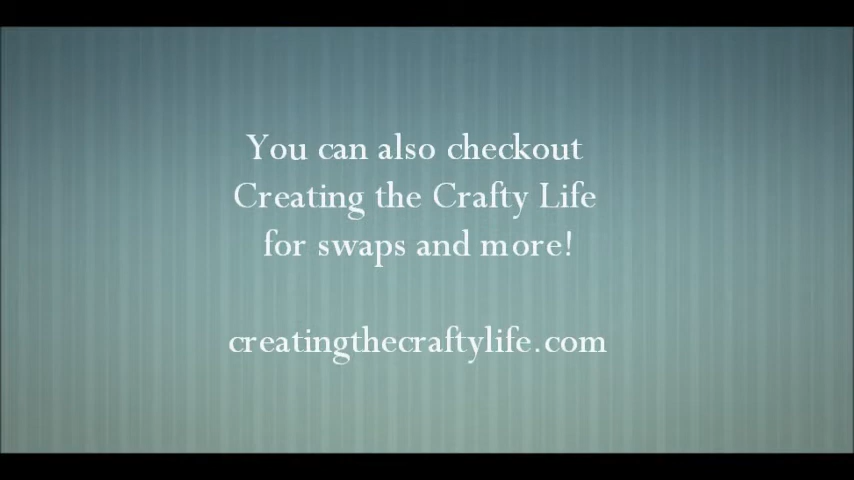 You can also checkout
Creating the Crafty Life
for swaps and more!
creatingthecraftylife.com